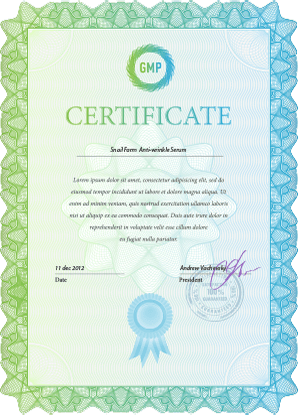 GMP
CERTIFICATE
Snail Farm Anti-wrinkle Serum
Lorem ipsum dolor sit amet, consectetur adipiscing elit, sed do
eiusmod tempor incididunt ut labore et dolore magna aliqua. Ut
enim ad minim veniam, quis nostrud exercitation ullamco laboris
nisi ut aliquip ex ea commodo consequat. Duis aute irure dolor in
reprehenderit in voluptate velit esse cillum dolore
eu fugiat nulla pariatur.
11 dec 2012
Date
President
100%